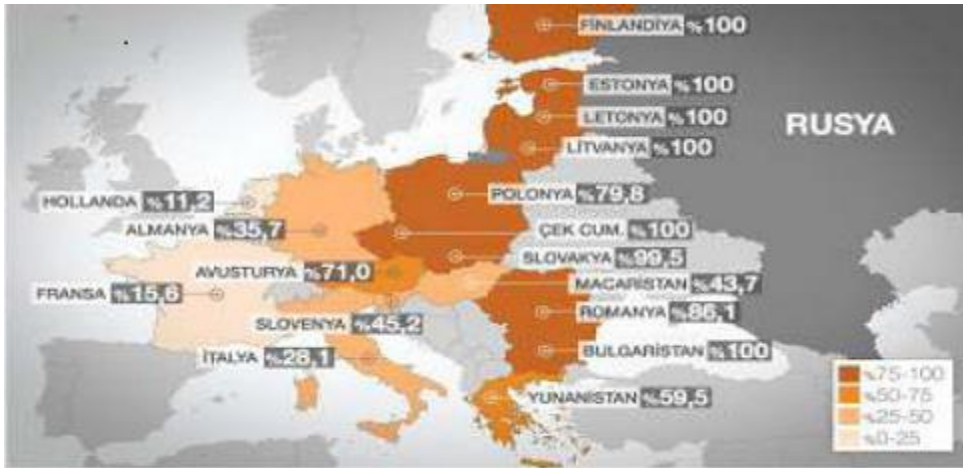 FİNLANDİYA %100
ESTONYA %100
LETONYA %100
RUSYA
LİTVANYA %100
POLONYA %79,8
HOLLANDA %11,2
ALMANYA %35,7
ÇEK CUM. %100
SLOVAKYA %99,5
AVUSTURYA %71,0
MACARİSTAN %43,7
FRANSA %15,6
ROMANYA %86,1
SLOVENYA %45,2
BULGARİSTAN %100
İTALYA %28,1
YUNANİSTAN %59,5
%75-100
%50-75
%25-50
%0-25